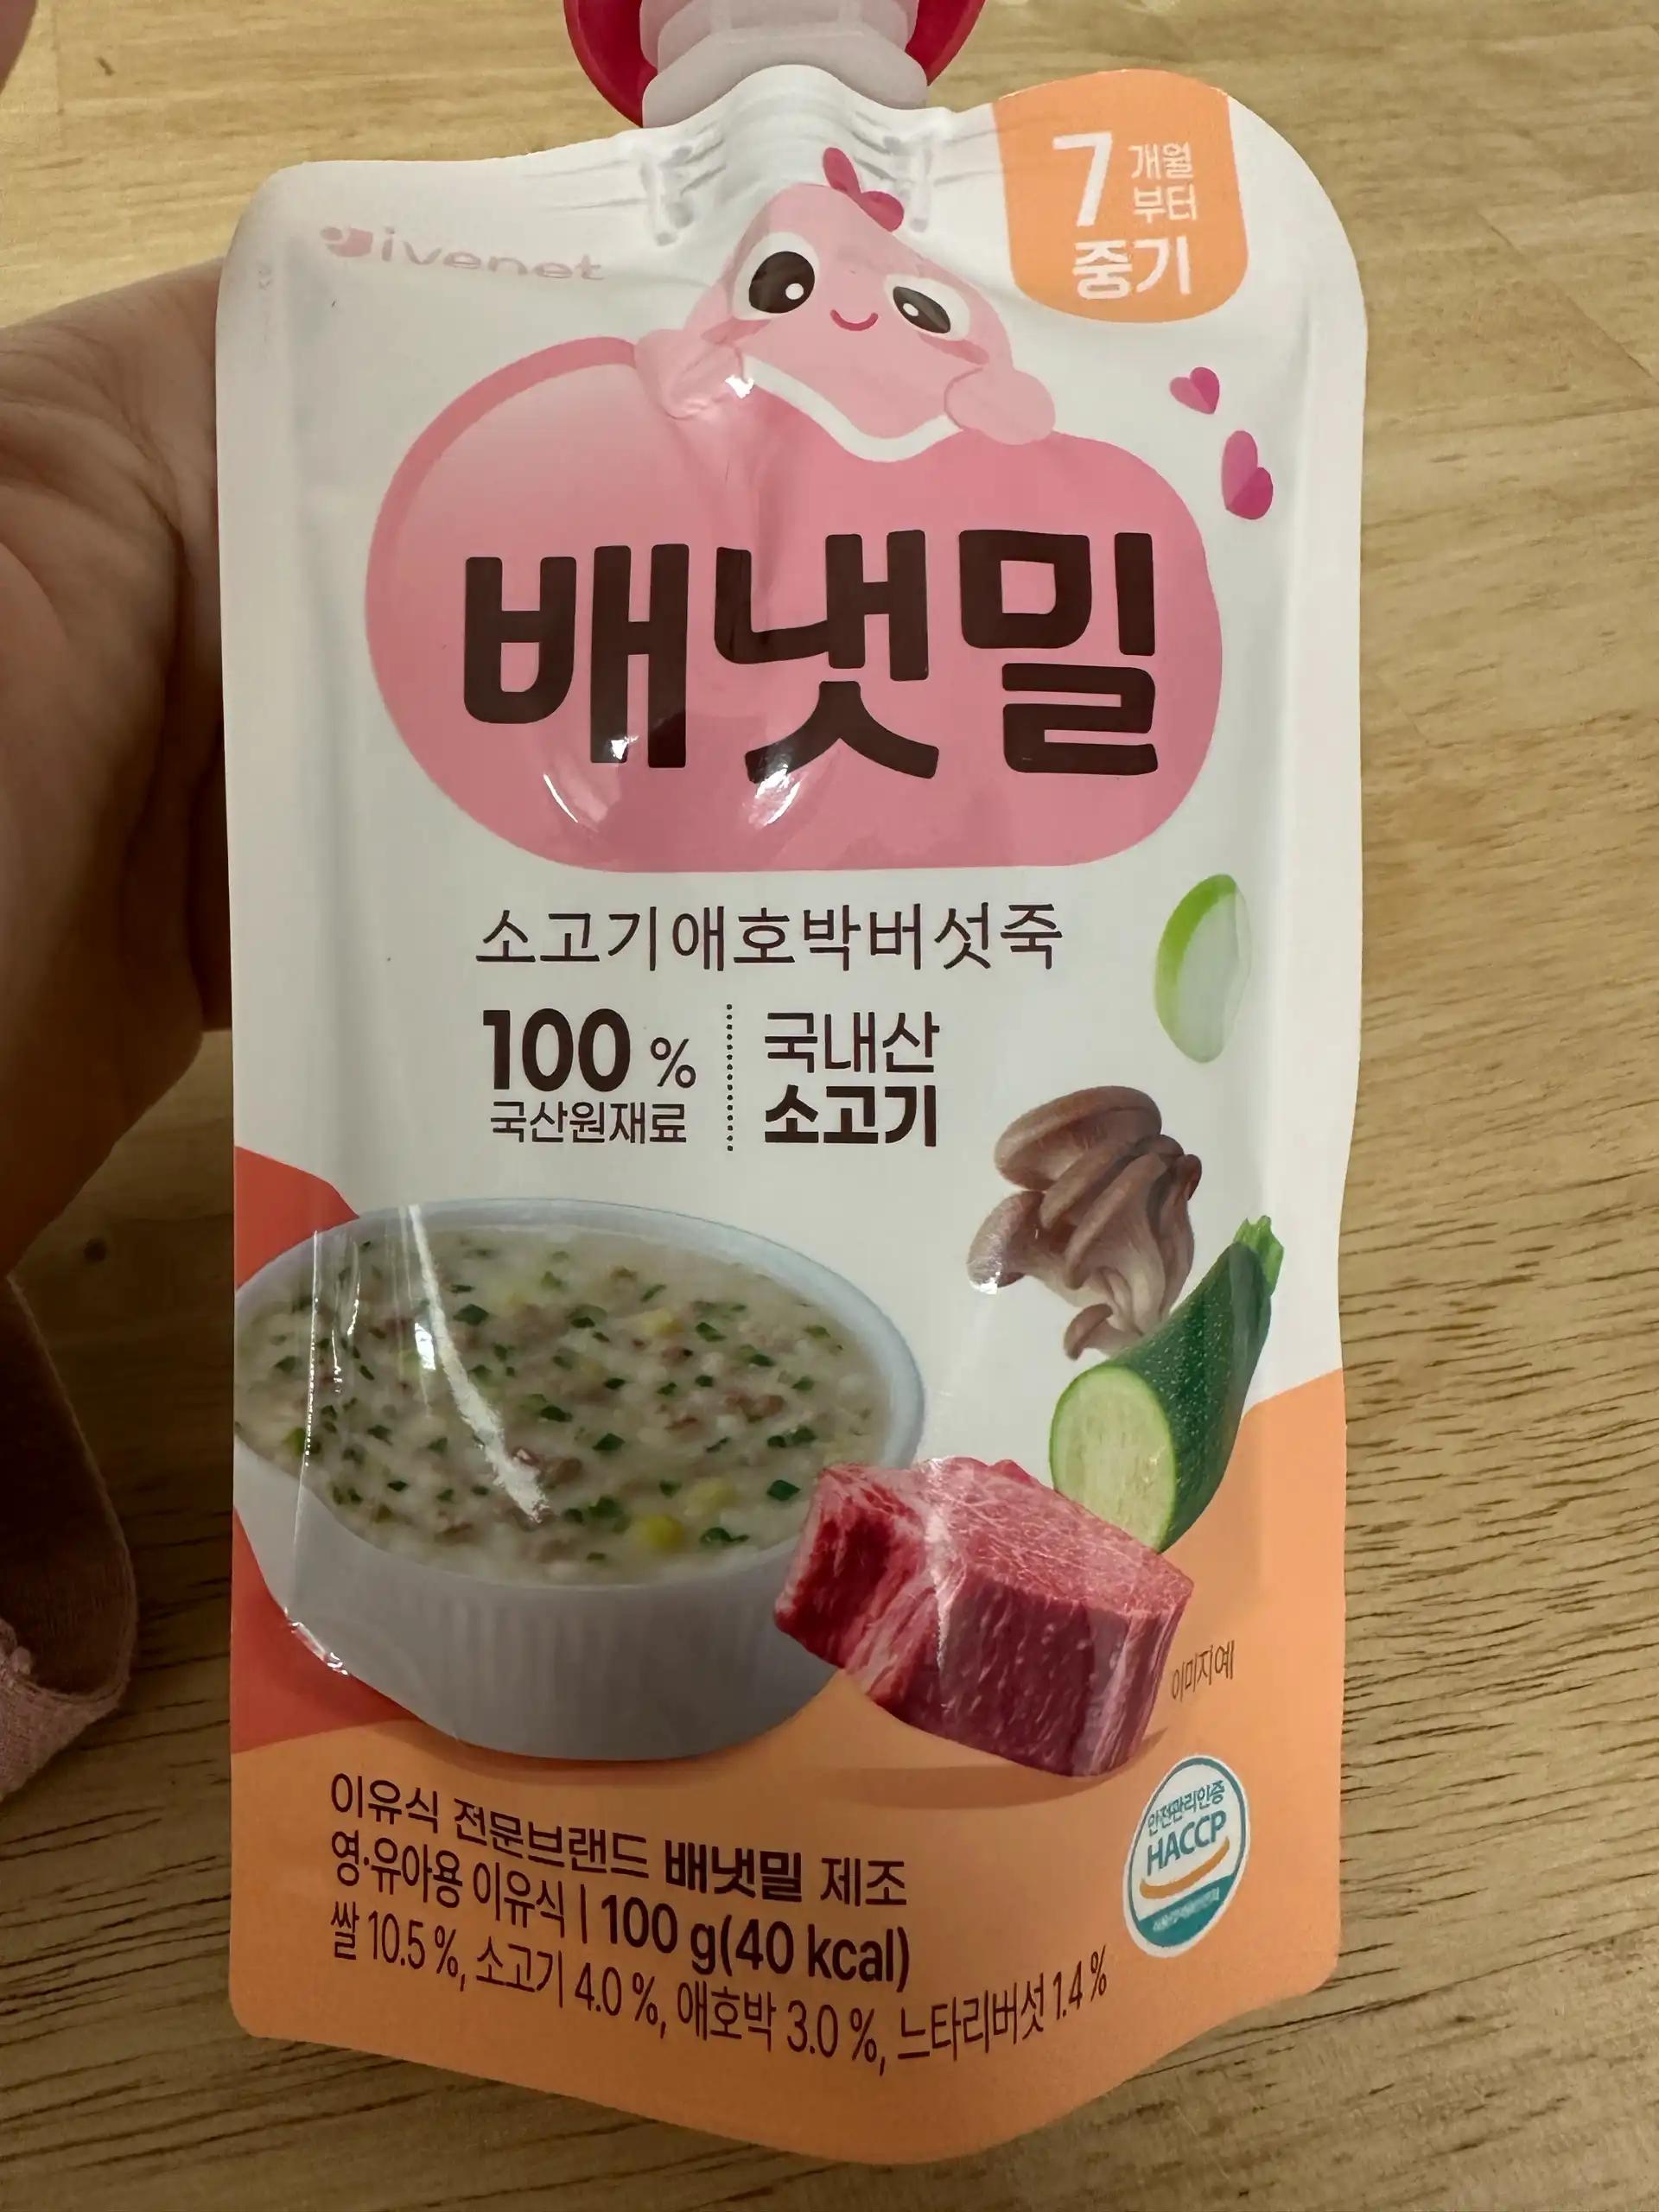 ivenet
7개월
부터
중기
배냇밀
소고기애호박버섯죽
100 %
국산원재료
국내산
소고기
이미지예
안전관리인증
HACCP
이유식 전문브랜드 배냇밀 제조
영·유아용 이유식 | 100 g(40 kcal)
쌀 10.5 %, 소고기 4.0 %, 애호박 3.0 %, 느타리버섯 1.4 %